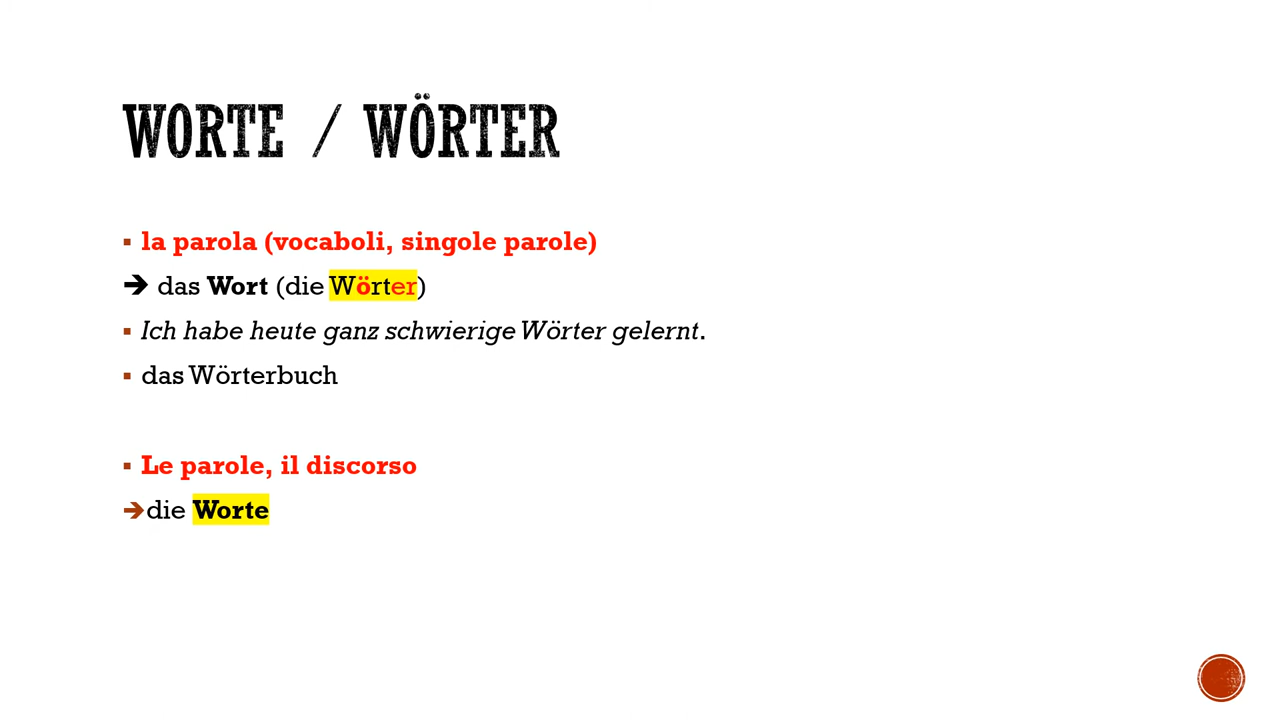 WORTE / WÖRTER
▪ la parola (vocaboli, singole parole)
➔ das Wort (die Wörter)
▪ Ich habe heute ganz schwierige Wörter gelernt.
▪ das Wörterbuch
▪ Le parole, il discorso
➔die Worte